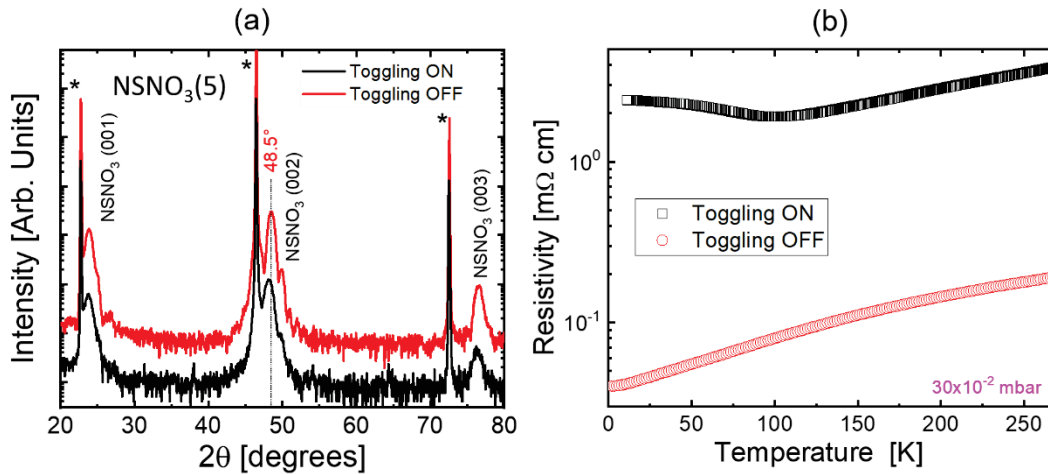 (a)
NSNO₃(5)
Toggling ON
Toggling OFF
*
*
*
NSNO₃ (001)
48.5°
NSNO₃ (002)
NSNO₃ (003)
Intensity [Arb. Units]
20 30 40 50 60 70 80
2θ [degrees]
(b)
Resistivity [mΩ cm]
10⁰
10⁻¹
Toggling ON
Toggling OFF
30x10⁻² mbar
0 50 100 150 200 250
Temperature [K]